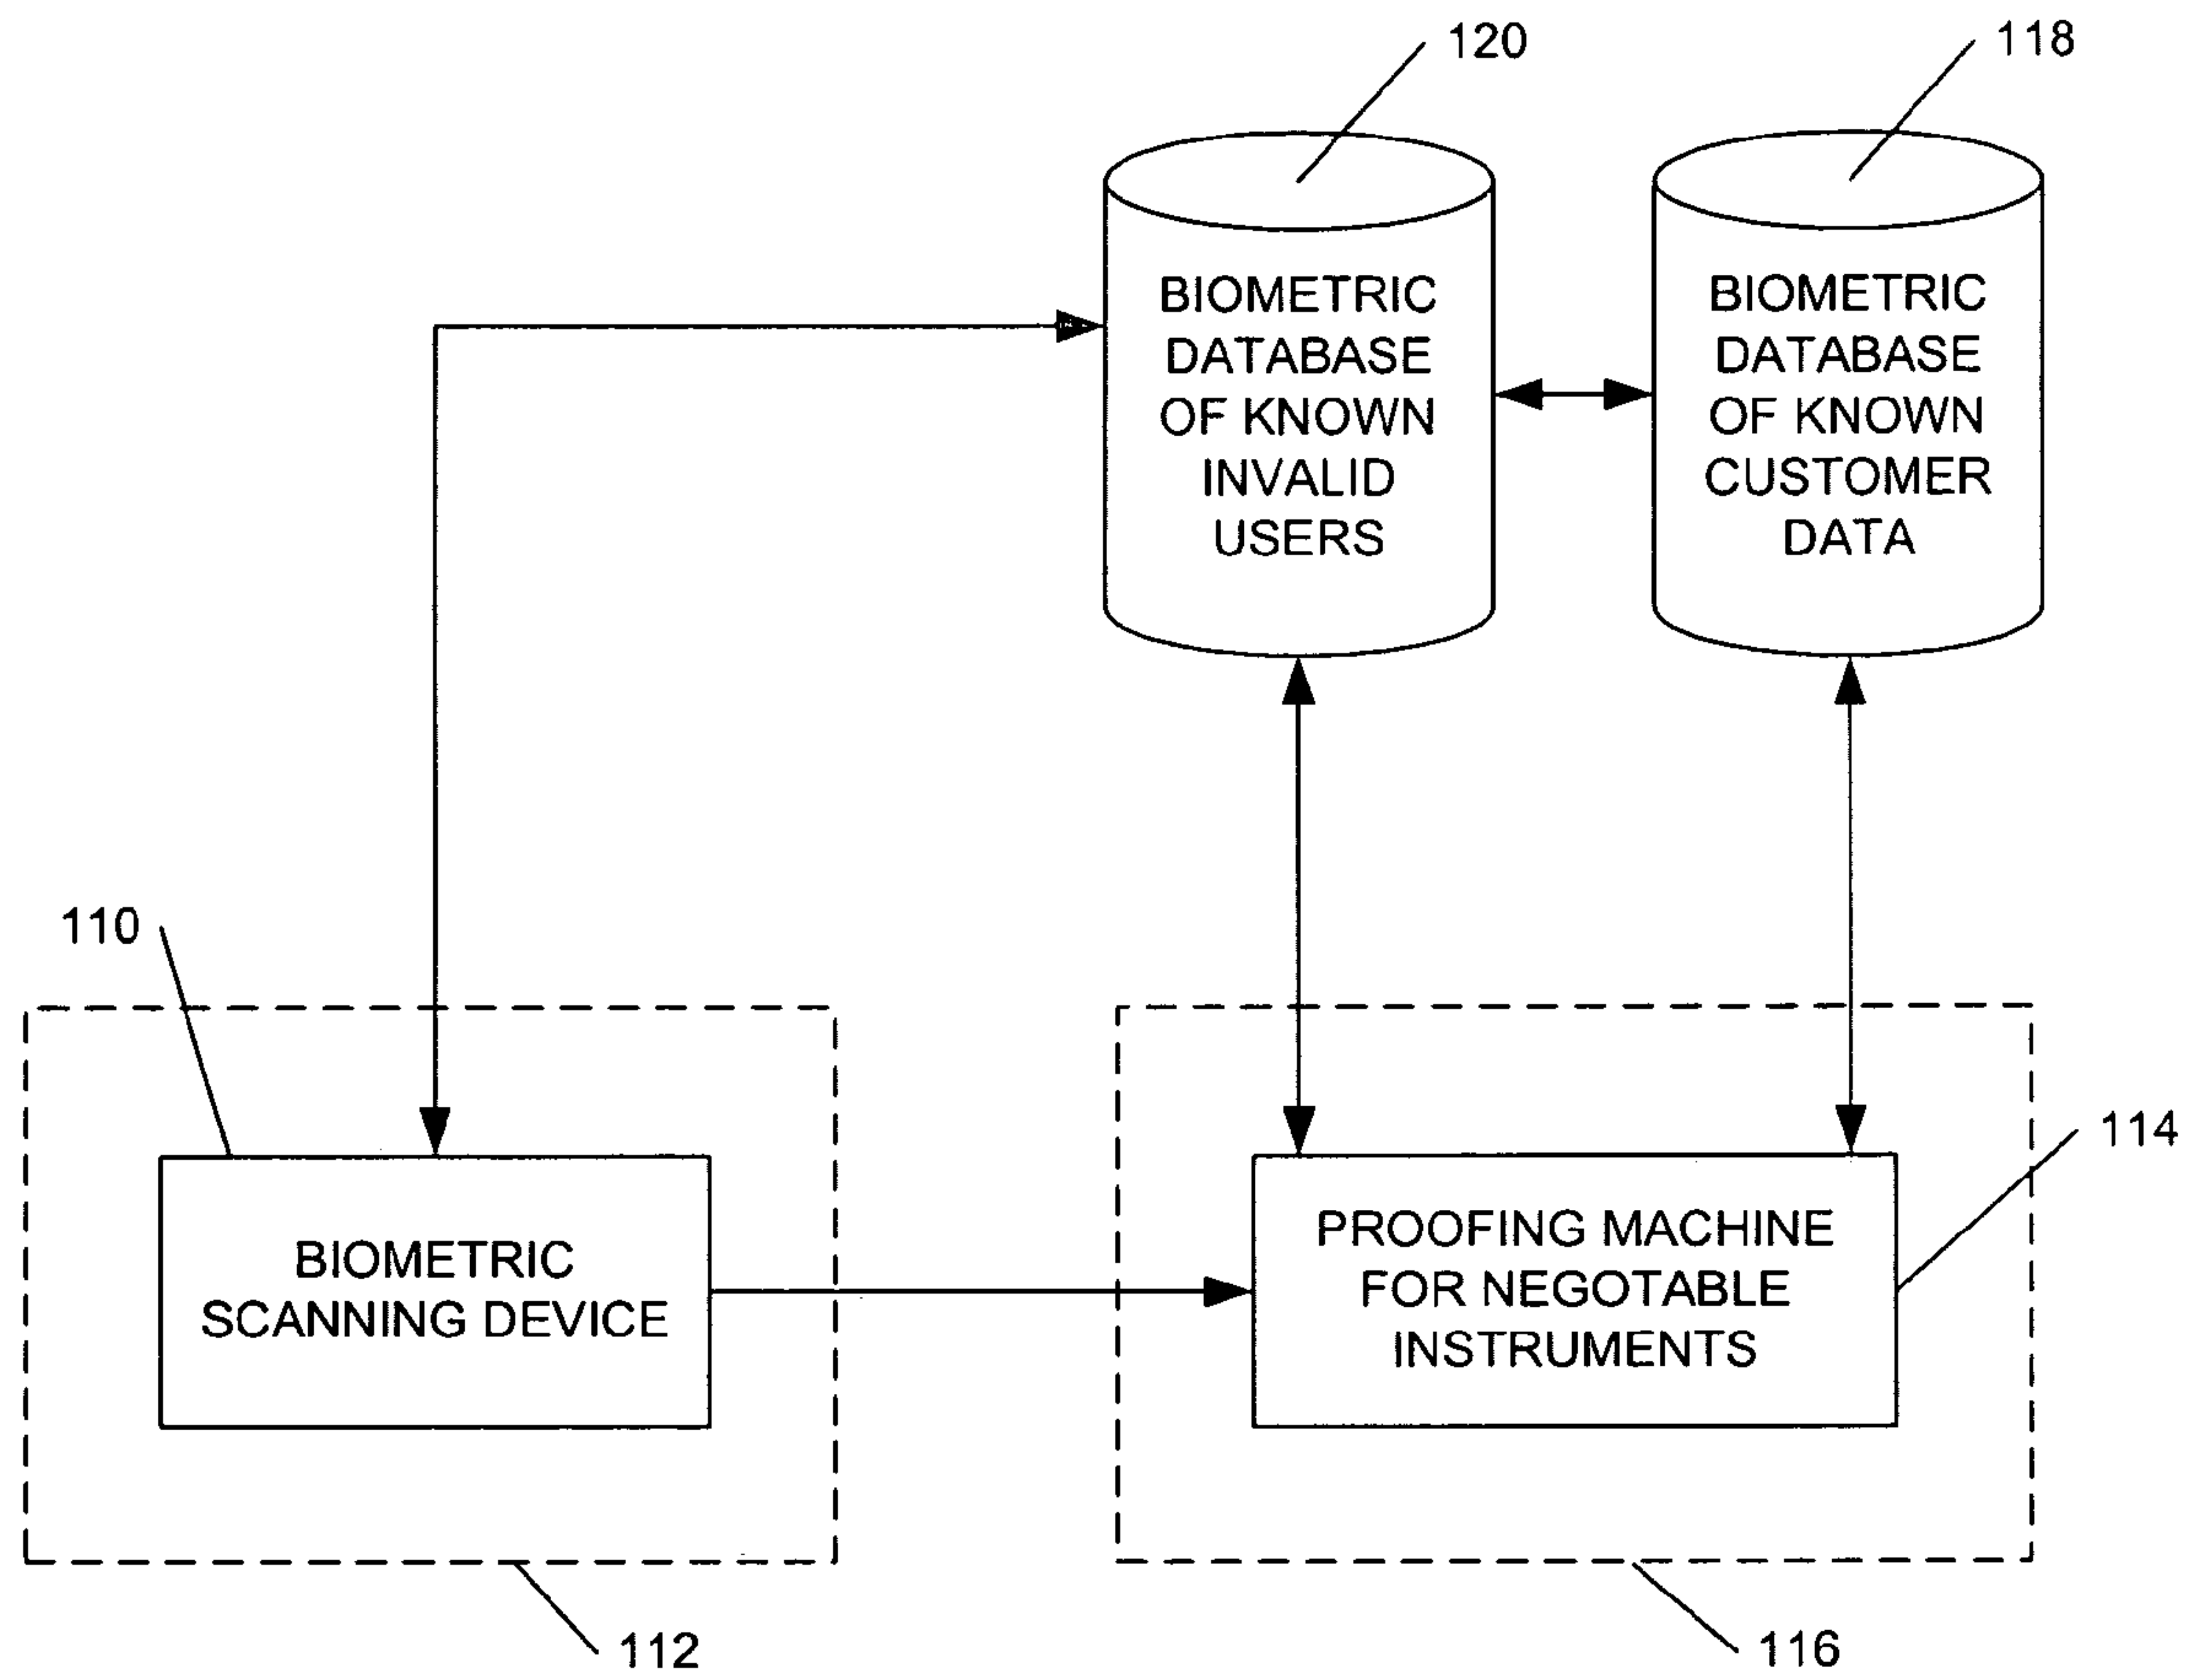 120
118
BIOMETRIC
DATABASE
OF KNOWN
INVALID
USERS
BIOMETRIC
DATABASE
OF KNOWN
CUSTOMER
DATA
110
114
BIOMETRIC
SCANNING DEVICE
PROOFING MACHINE
FOR NEGOTABLE
INSTRUMENTS
112
116